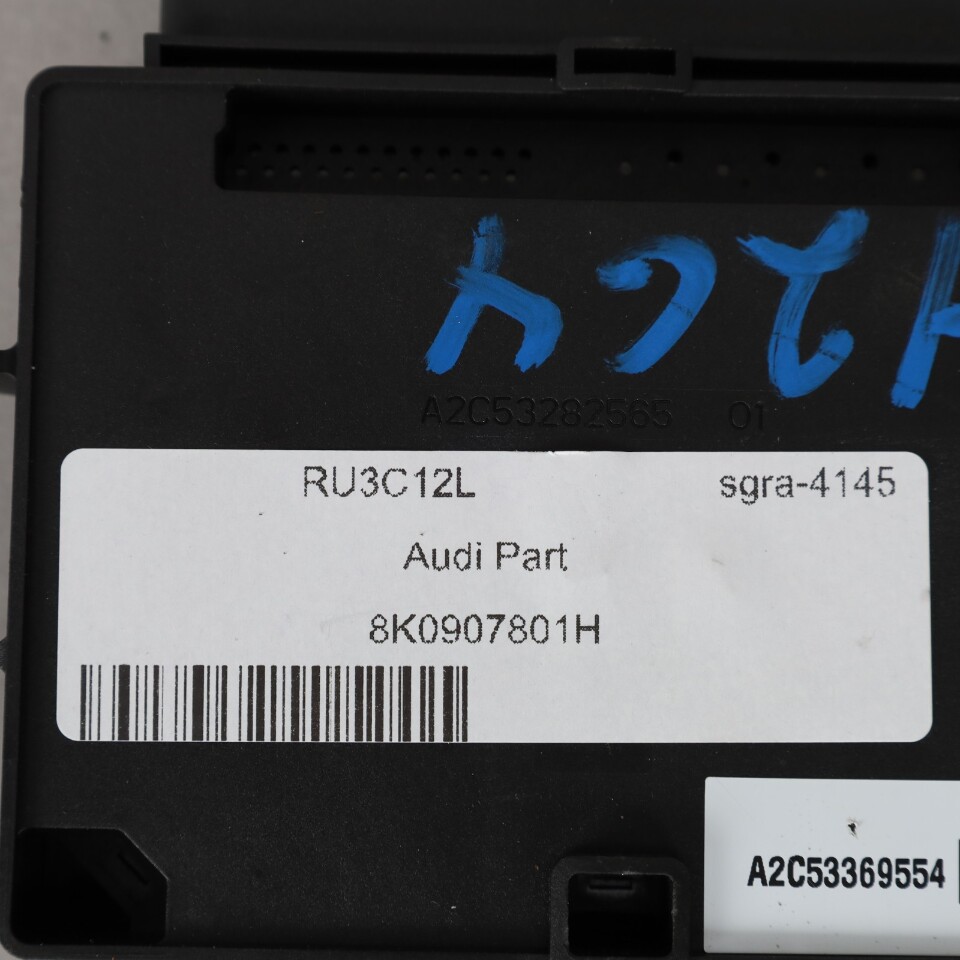 A2C53282565 01
RU3C12L sgra-4145
Audi Part
8K0907801H
A2C53369554